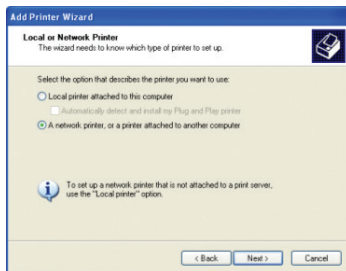 Add Printer Wizard
Local or Network Printer
The wizard needs to know which type of printer to set up.
Select the option that describes the printer you want to use:
Local printer attached to this computer
Automatically detect and install my Plug and Play printer
A network printer, or a printer attached to another computer
To set up a network printer that is not attached to a print server,
use the "Local printer" option.
< Back Next > Cancel